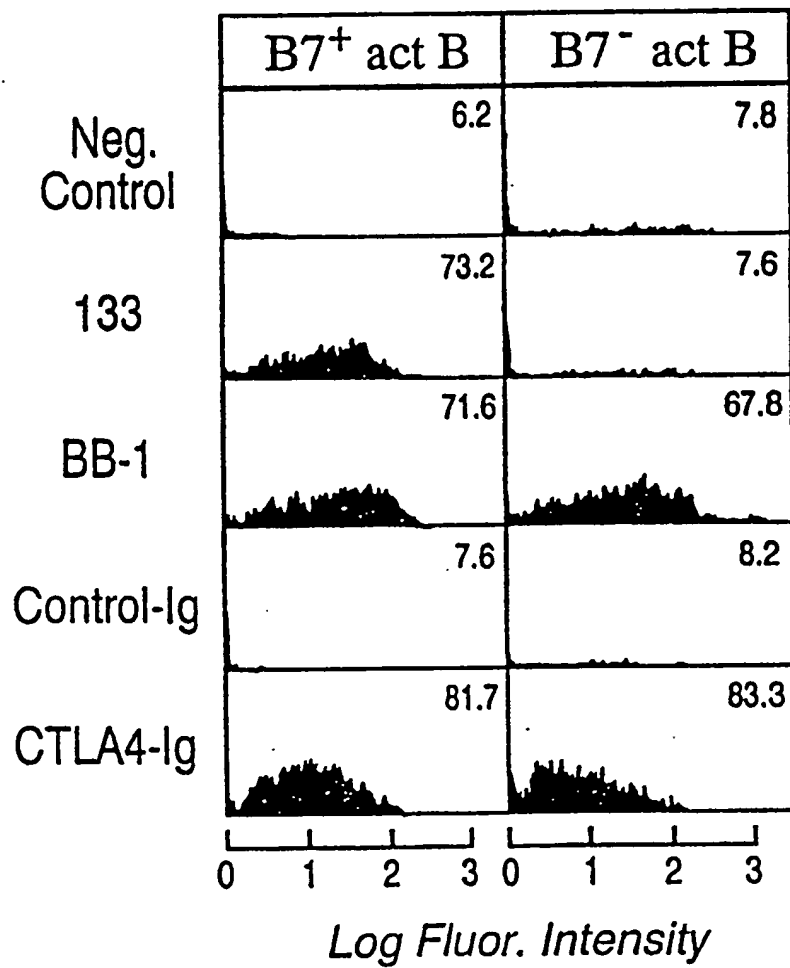 B7⁺ act B B7⁻ act B
Neg. Control 6.2 7.8
133 73.2 7.6
BB-1 71.6 67.8
Control-Ig 7.6 8.2
CTLA4-Ig 81.7 83.3
0 1 2 3 0 1 2 3
Log Fluor. Intensity